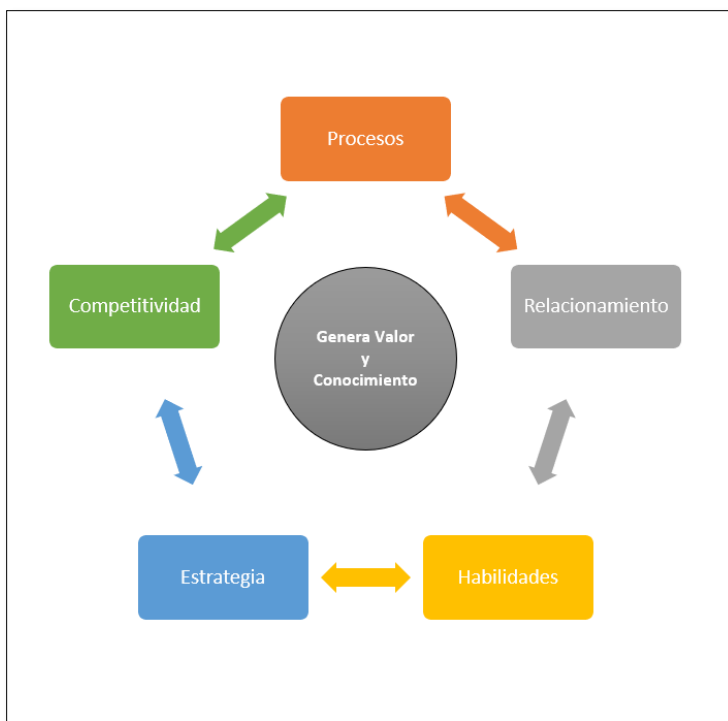 Procesos
Competitividad
Relacionamiento
Genera Valor
y
Conocimiento
Estrategia
Habilidades